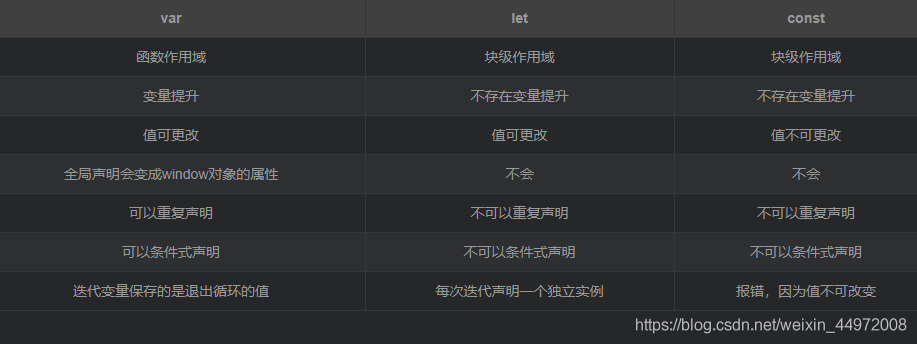 var let const
函数作用域 块级作用域 块级作用域
变量提升 不存在变量提升 不存在变量提升
值可更改 值可更改 值不可更改
全局声明会变成window对象的属性 不会 不会
可以重复声明 不可以重复声明 不可以重复声明
可以条件式声明 不可以条件式声明 不可以条件式声明
迭代变量保存的是退出循环的值 每次迭代声明一个独立实例 报错，因为值不可改变
https://blog.csdn.net/weixin_44972008